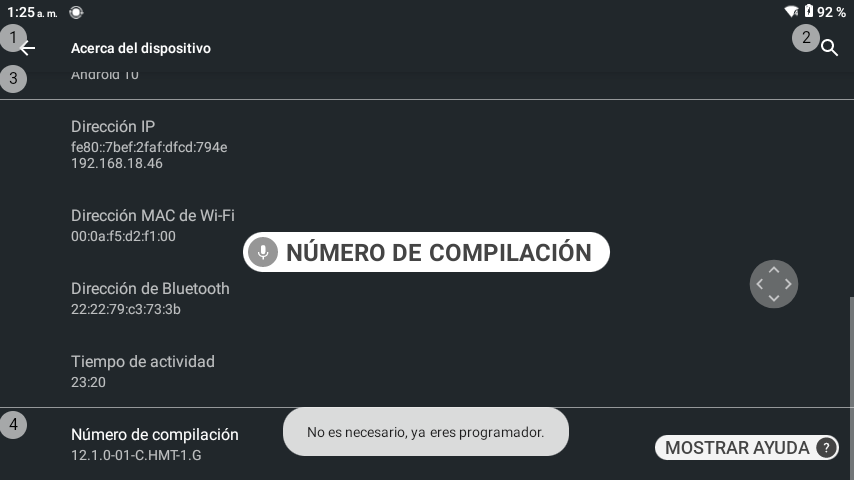 1:25 a. m.
92 %
1
Acerca del dispositivo
2
3
Android 10
Dirección IP
fe80::7bef:2faf:dfcd:794e
192.168.18.46
Dirección MAC de Wi-Fi
00:0a:f5:d2:f1:00
NÚMERO DE COMPILACIÓN
Dirección de Bluetooth
22:22:79:c3:73:3b
Tiempo de actividad
23:20
4
Número de compilación
12.1.0-01-C.HMT-1.G
No es necesario, ya eres programador.
MOSTRAR AYUDA ?